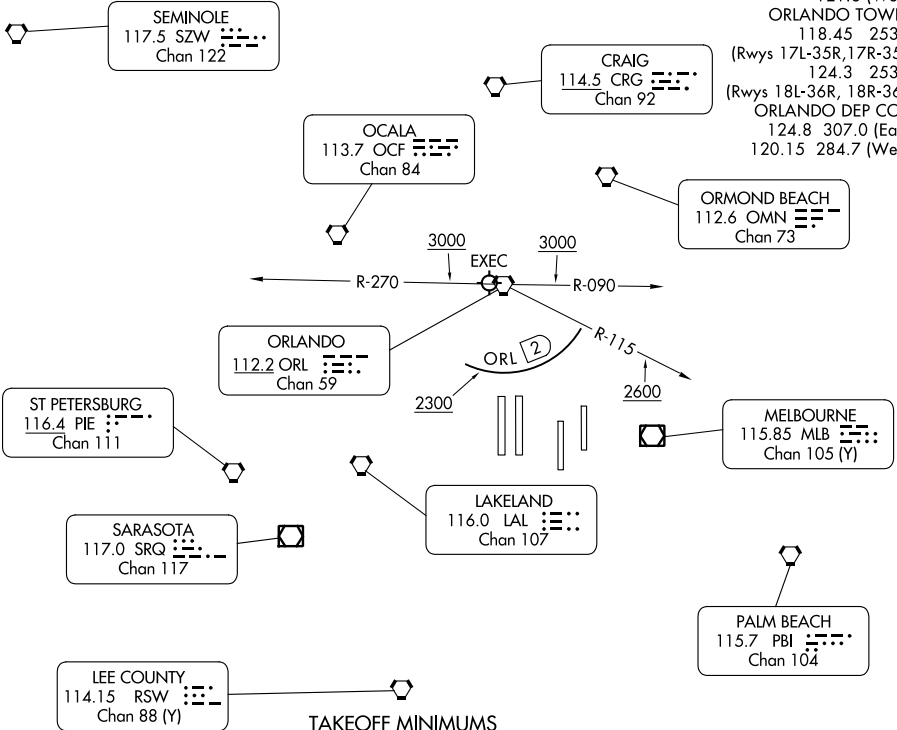 SEMINOLE
117.5 SZW
Chan 122
ORLANDO
118.45 253
(Rwys 17L-35R,17R-35
124.3 253
(Rwys 18L-36R, 18R-36
ORLANDO DEP
124.8 307.0
120.15 284.7
CRAIG
114.5 CRG
Chan 92
OCALA
113.7 OCF
Chan 84
ORMOND BEACH
112.6 OMN
Chan 73
3000
EXEC
3000
R-270
R-090
ORLANDO
112.2 ORL
Chan 59
ORL 2
R-115
2300
2600
ST PETERSBURG
116.4 PIE
Chan 111
MELBOURNE
115.85 MLB
Chan 105 (Y)
LAKELAND
116.0 LAL
Chan 107
SARASOTA
117.0 SRQ
Chan 117
PALM BEACH
115.7 PBI
Chan 104
LEE COUNTY
114.15 RSW
Chan 88 (Y)
TAKEOFF MINIMUMS